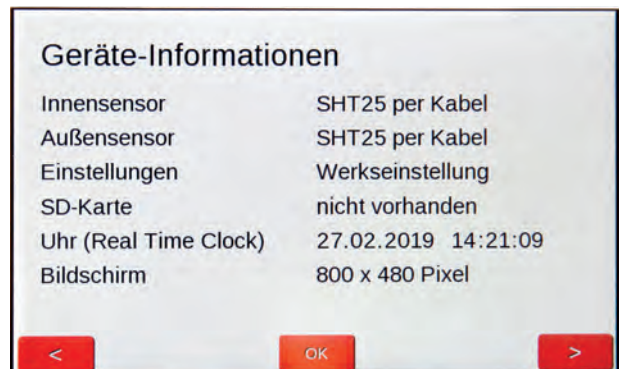 Geräte-Informationen
Innensensor SHT25 per Kabel
Außensensor SHT25 per Kabel
Einstellungen Werkseinstellung
SD-Karte nicht vorhanden
Uhr (Real Time Clock) 27.02.2019 14:21:09
Bildschirm 800 x 480 Pixel
< OK >